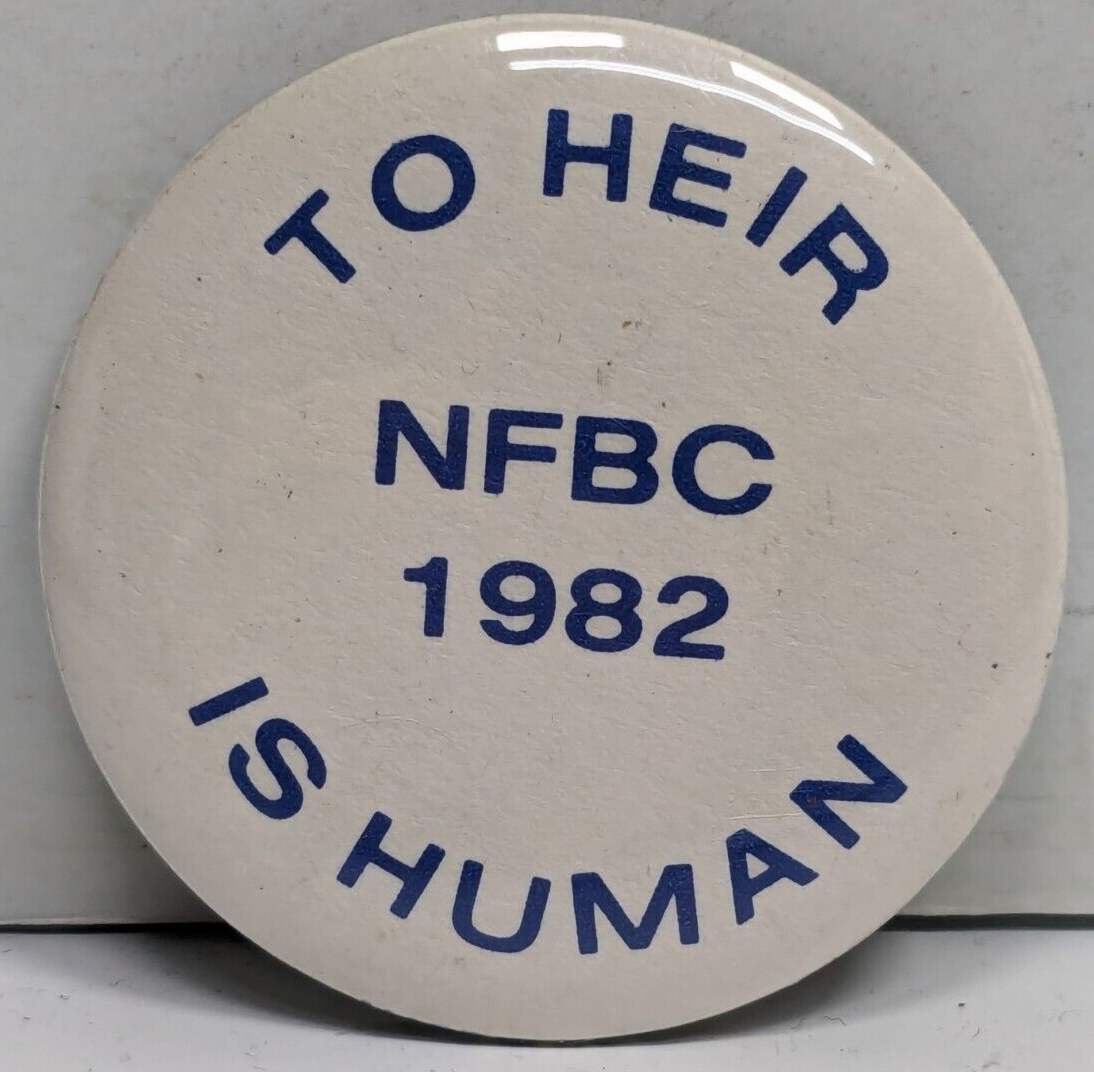 TO HEIR
NFBC
1982
IS HUMAN